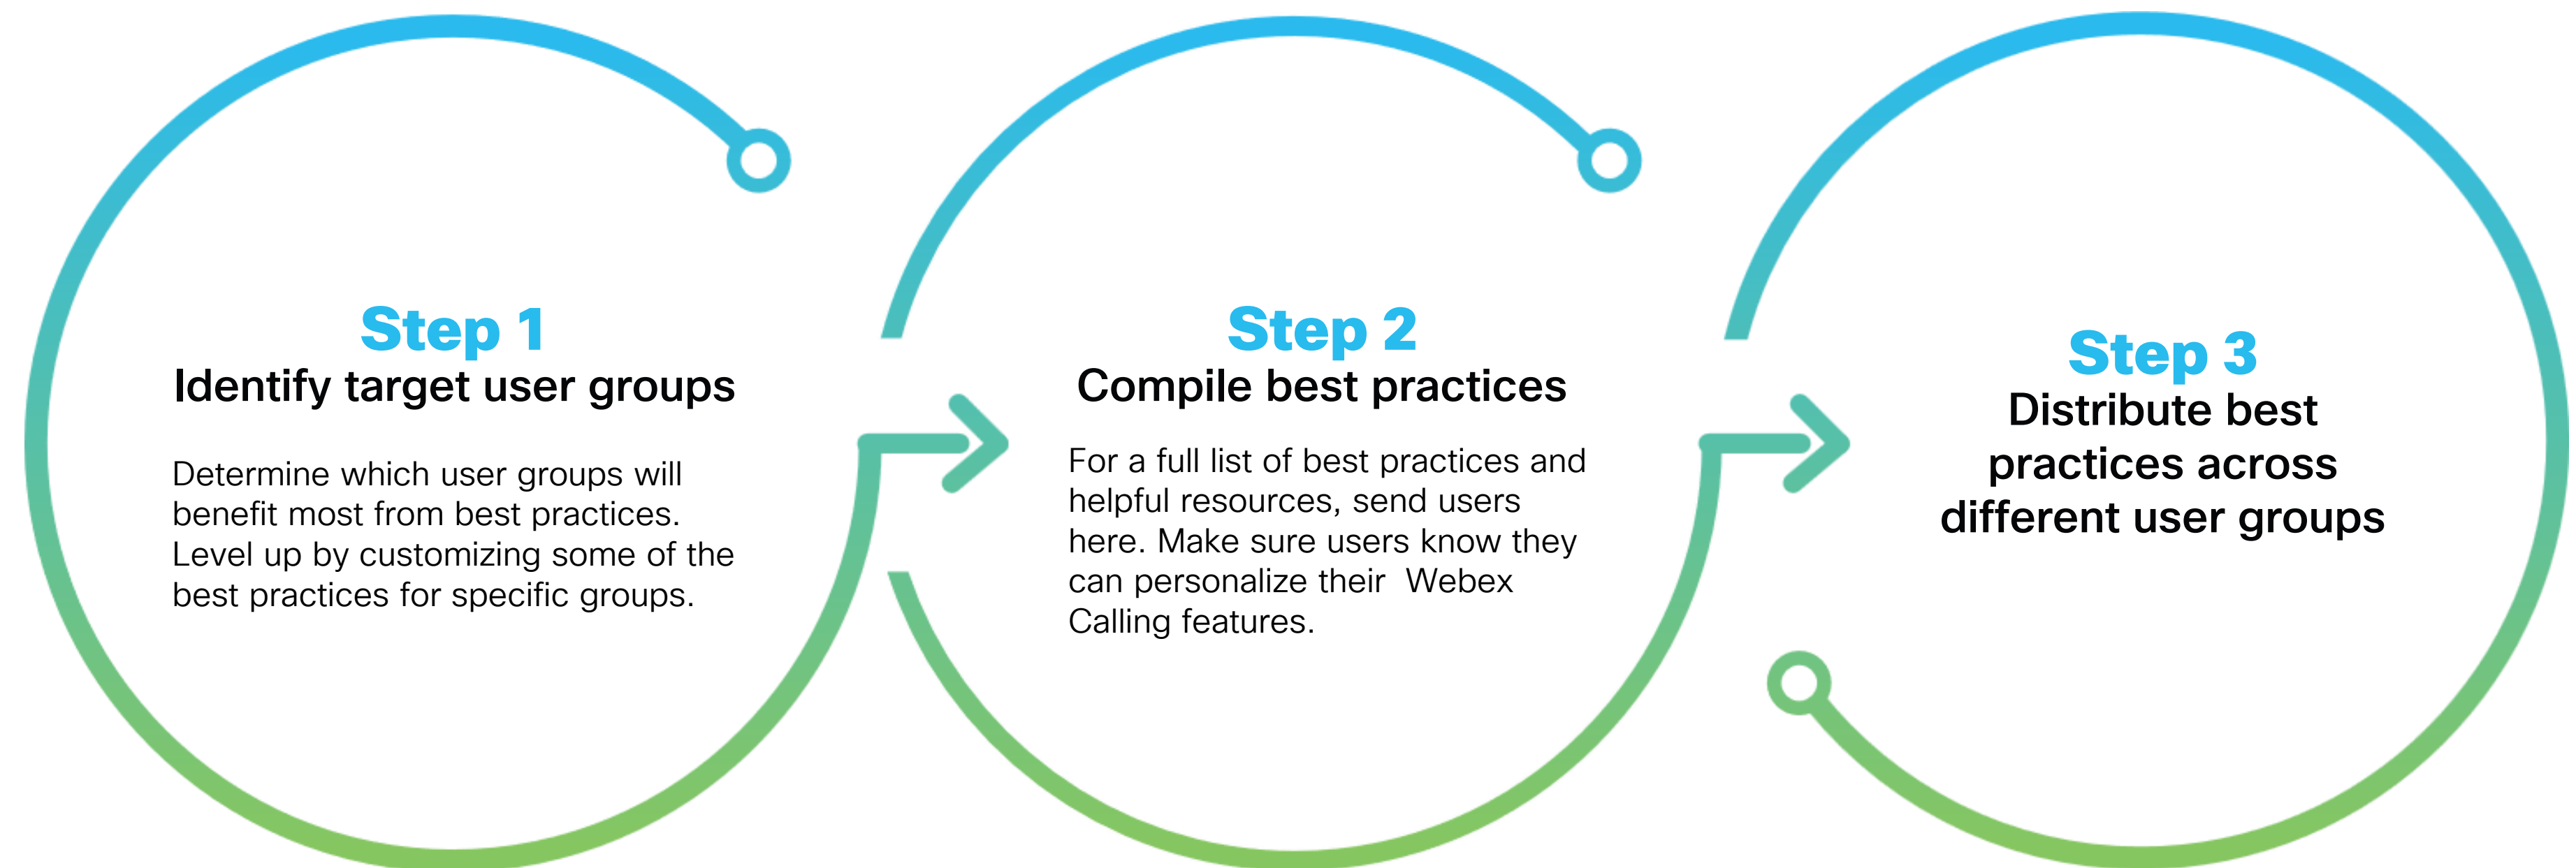 Step 1
Identify target user groups
Determine which user groups will
benefit most from best practices.
Level up by customizing some of the
best practices for specific groups.
Step 2
Compile best practices
For a full list of best practices and
helpful resources, send users
here. Make sure users know they
can personalize their  Webex
Calling features.
Step 3
Distribute best
practices across
different user groups